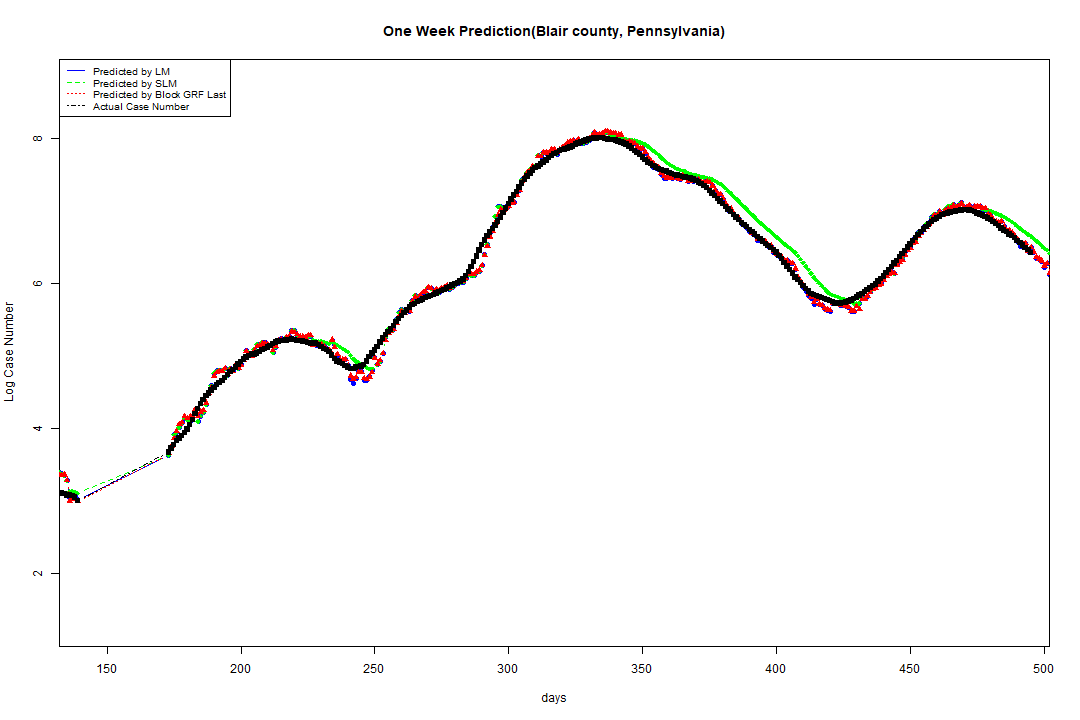 One Week Prediction(Blair county, Pennsylvania)
Predicted by LM
Predicted by SLM
Predicted by Block GRF Last
Actual Case Number
Log Case Number
8
6
4
2
150 200 250 300 350 400 450 500
days